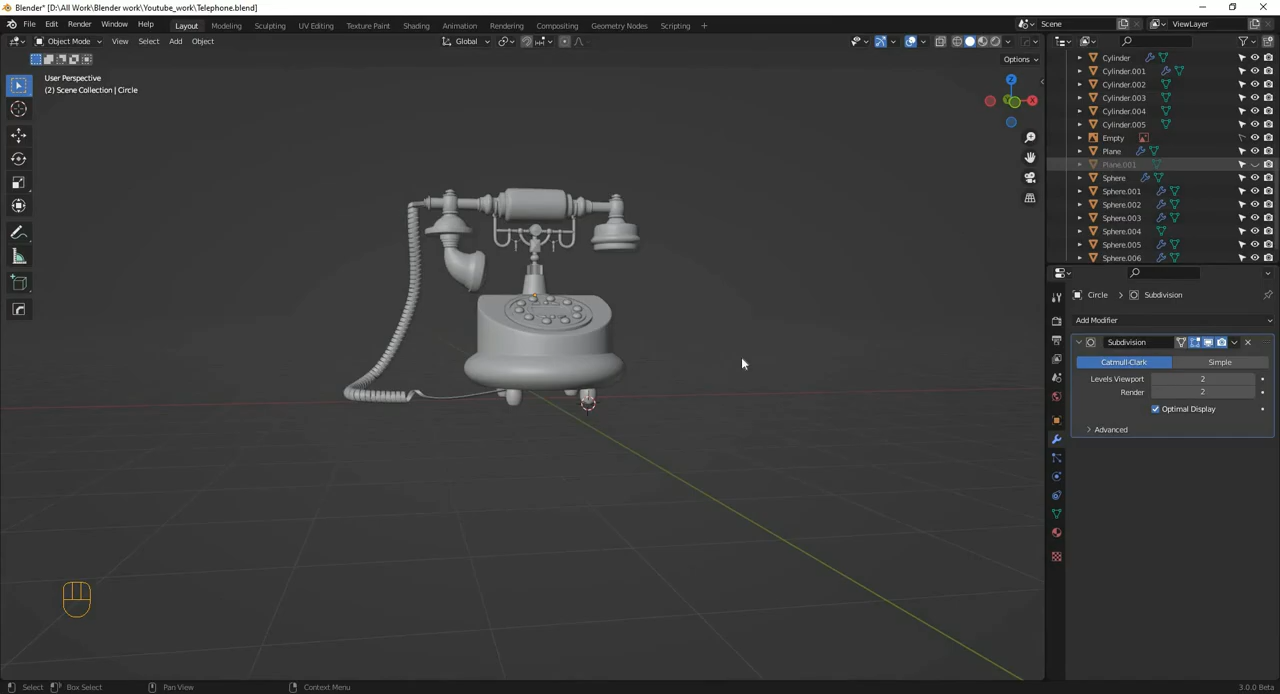 Blender* [D:\All Work\Blender work\Youtube_work\Telephone.blend]
File Edit Render Window Help Layout Modeling Sculpting UV Editing Texture Paint Shading Animation Rendering Compositing Geometry Nodes Scripting + Scene ViewLayer
Object Mode View Select Add Object Global
Options
User Perspective
(2) Scene Collection | Circle
Z
X
Y
Cylinder
Cylinder.001
Cylinder.002
Cylinder.003
Cylinder.004
Cylinder.005
Empty
Plane
Plane.001
Sphere
Sphere.001
Sphere.002
Sphere.003
Sphere.004
Sphere.005
Sphere.006
Circle > Subdivision
Add Modifier
Subdivision
Catmull-Clark Simple
Levels Viewport 2
Render 2
Optimal Display
Advanced
Select Box Select Pan View Context Menu 3.0.0 Beta